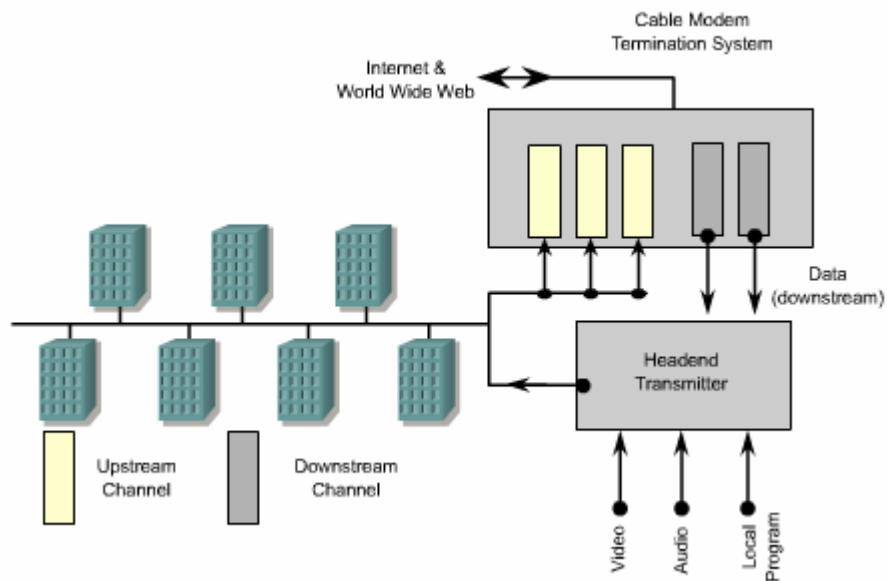 Cable Modem
Termination System
Internet &
World Wide Web
Data
(downstream)
Headend
Transmitter
Upstream
Channel
Downstream
Channel
Video
Audio
Local
Program